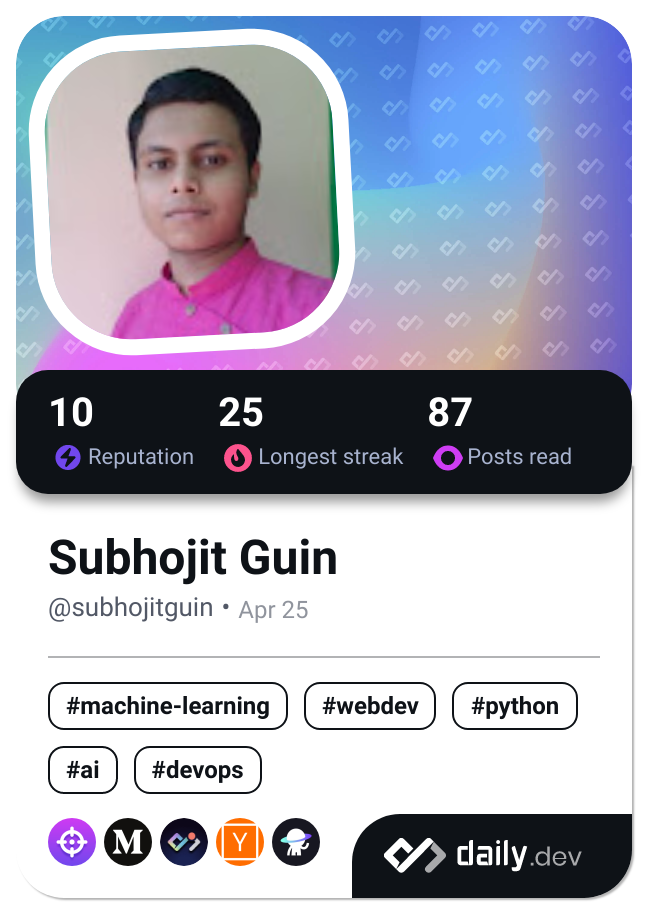 10 25 87
Reputation Longest streak Posts read
Subhojit Guin
@subhojitguin • Apr 25
#machine-learning #webdev #python
#ai #devops
M Y daily.dev